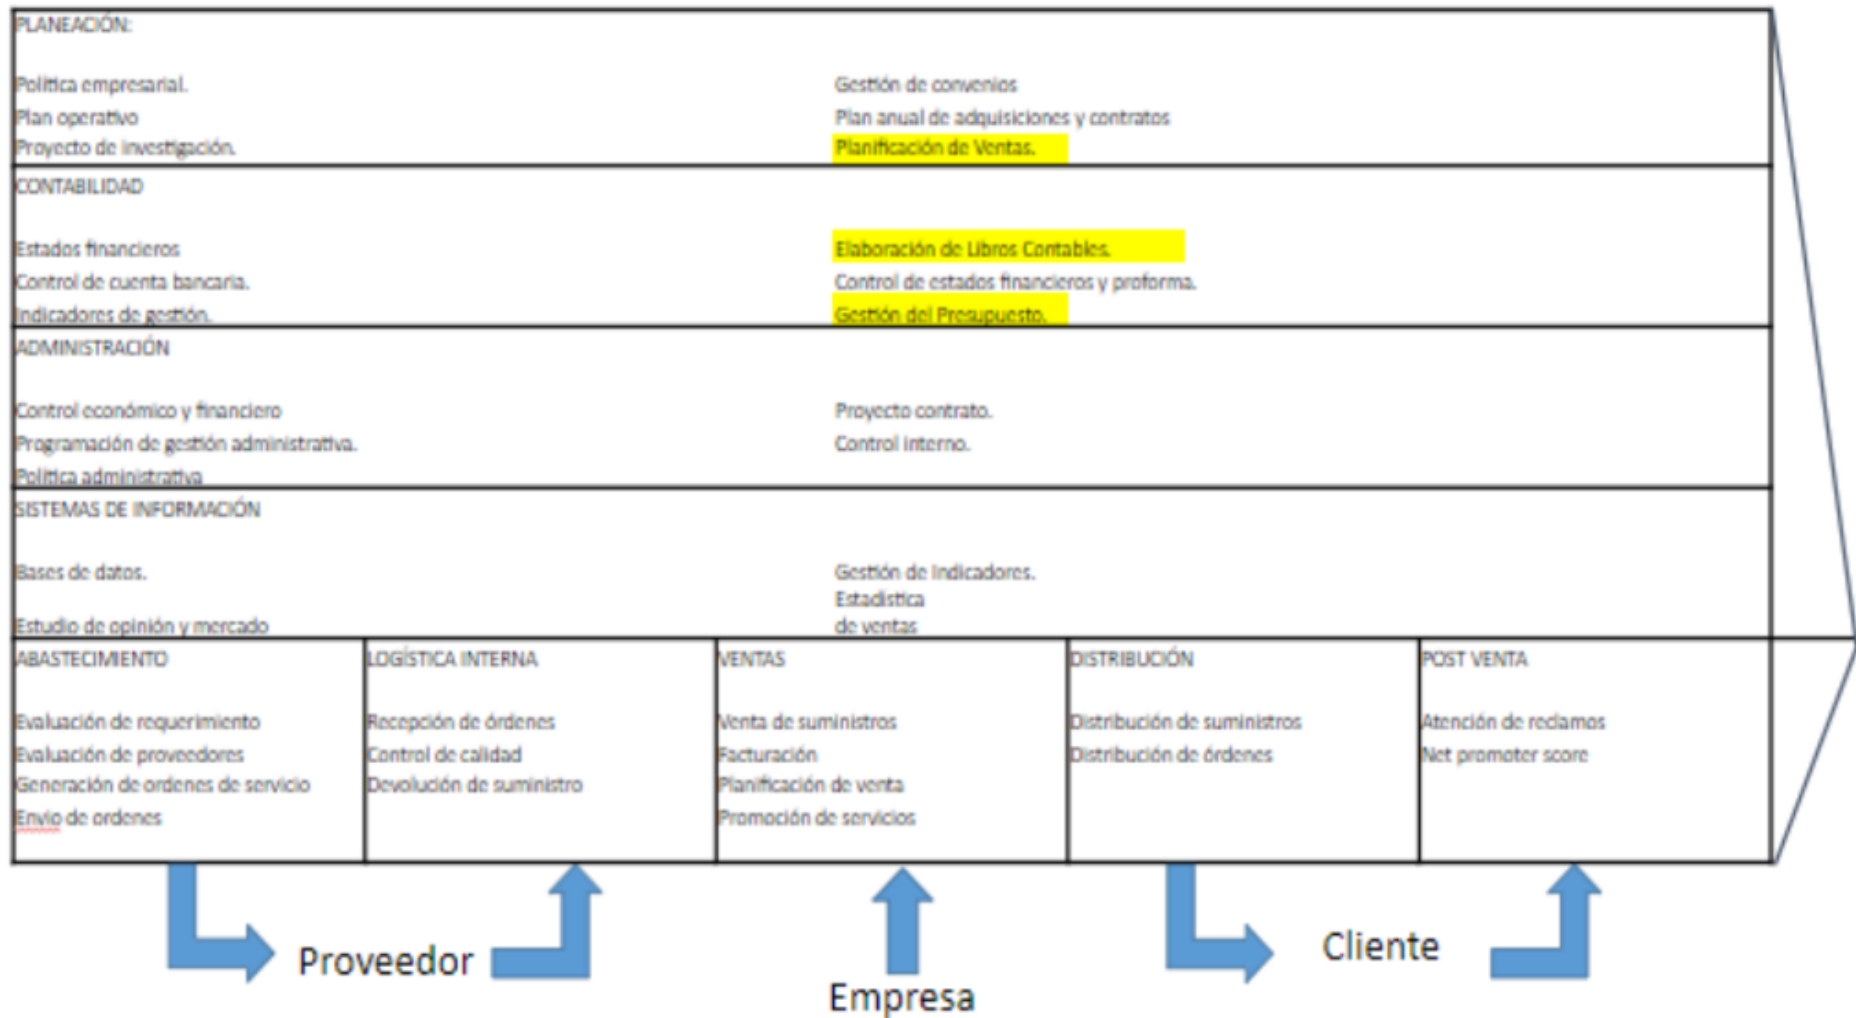 PLANEACIÓN:
Política empresarial.
Gestión de convenios
Plan operativo
Plan anual de adquisiciones y contratos
Proyecto de investigación.
Planificación de Ventas.
CONTABILIDAD
Estados financieros
Elaboración de Libros Contables.
Control de cuenta bancaria.
Control de estados financieros y proforma.
Indicadores de gestión.
Gestión del Presupuesto.
ADMINISTRACIÓN
Control económico y financiero
Proyecto contrato.
Programación de gestión administrativa.
Control interno.
Política administrativa
SISTEMAS DE INFORMACIÓN
Bases de datos.
Gestión de Indicadores.
Estudio de opinión y mercado
Estadística
de ventas
ABASTECIMIENTO
Evaluación de requerimiento
Evaluación de proveedores
Generación de ordenes de servicio
Envio de ordenes
LOGÍSTICA INTERNA
Recepción de órdenes
Control de calidad
Devolución de suministro
VENTAS
Venta de suministros
Facturación
Planificación de venta
Promoción de servicios
DISTRIBUCIÓN
Distribución de suministros
Distribución de órdenes
POST VENTA
Atención de reclamos
Net promoter score
Proveedor
Empresa
Cliente